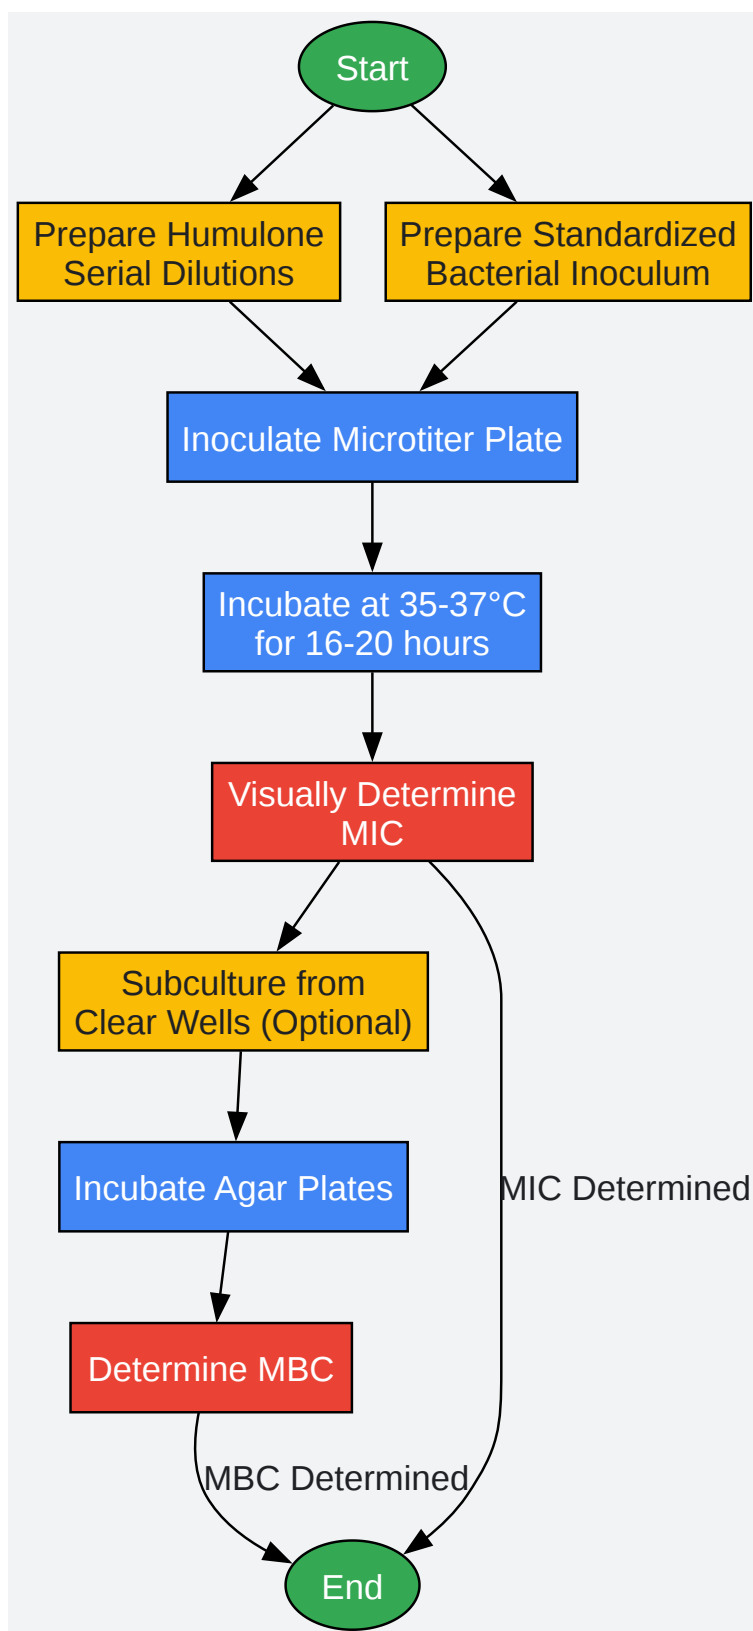 Start
Prepare Humulone
Serial Dilutions
Prepare Standardized
Bacterial Inoculum
Inoculate Microtiter Plate
Incubate at 35-37°C
for 16-20 hours
Visually Determine
MIC
Subculture from
Clear Wells (Optional)
Incubate Agar Plates
MIC Determined
Determine MBC
MBC Determined
End